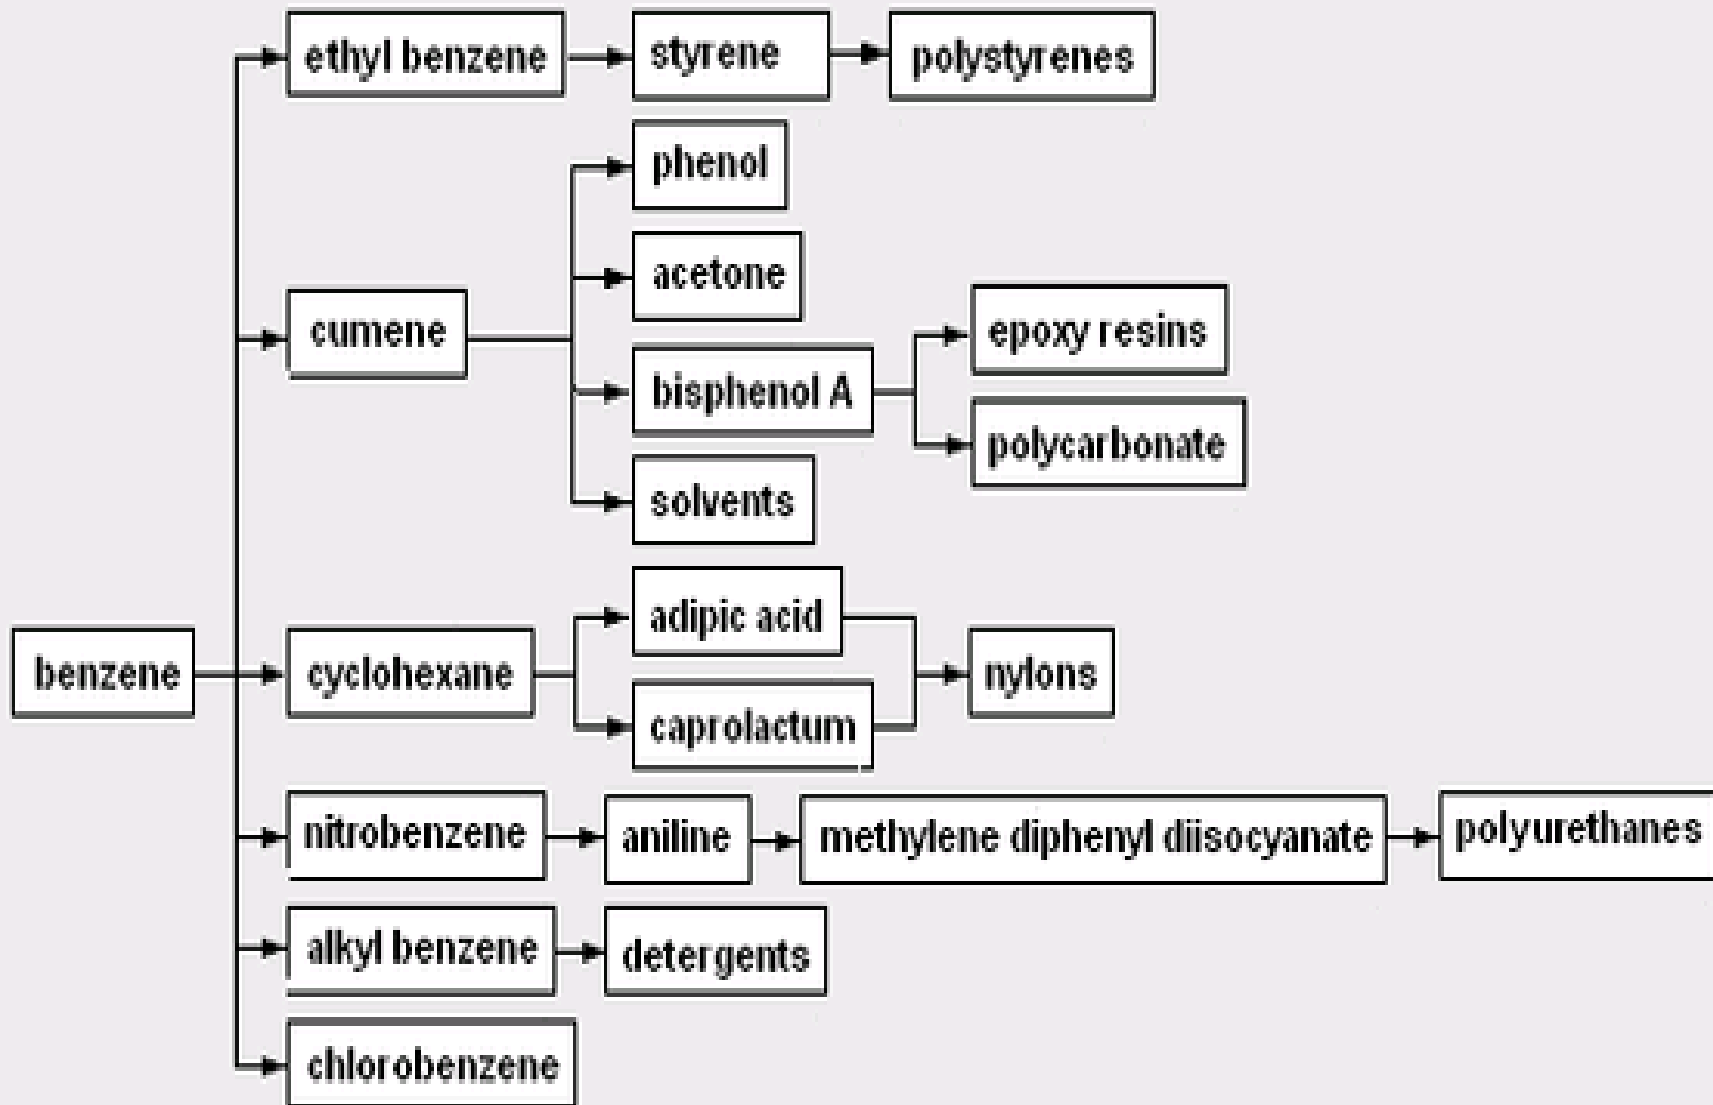 ethyl benzene
styrene
polystyrenes
phenol
acetone
cumene
epoxy resins
bisphenol A
polycarbonate
solvents
adipic acid
benzene
cyclohexane
nylons
caprolactum
nitrobenzene
aniline
methylene diphenyl diisocyanate
polyurethanes
alkyl benzene
detergents
chlorobenzene